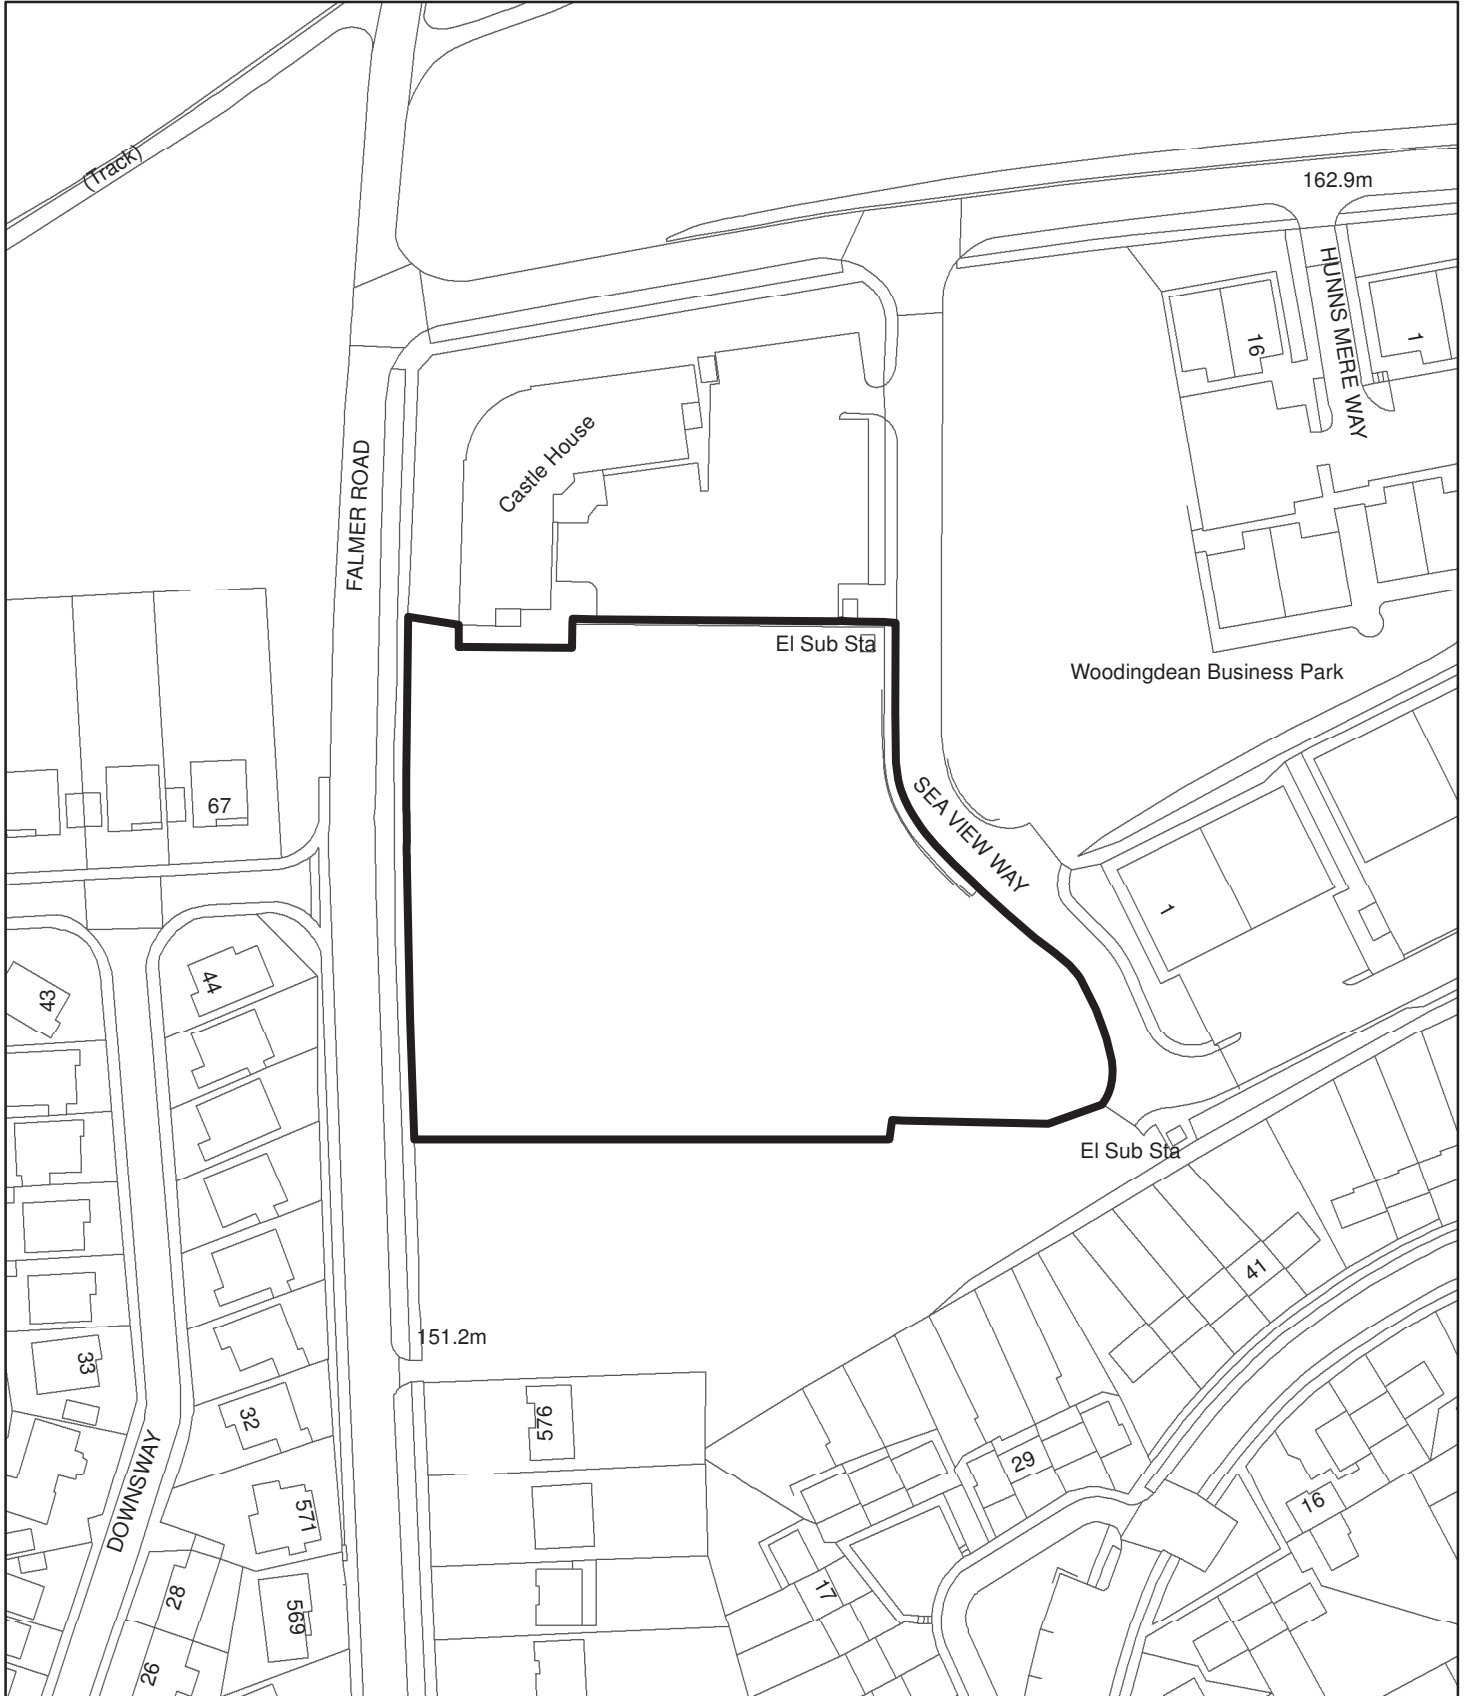 (Track)
162.9m
HUNNS MERE WAY
16
1
Castle House
FALMER ROAD
El Sub Sta
Woodingdean Business Park
67
SEA VIEW WAY
1
44
43
El Sub Sta
41
151.2m
33
32
576
29
571
16
DOWNSWAY
28
17
569
26